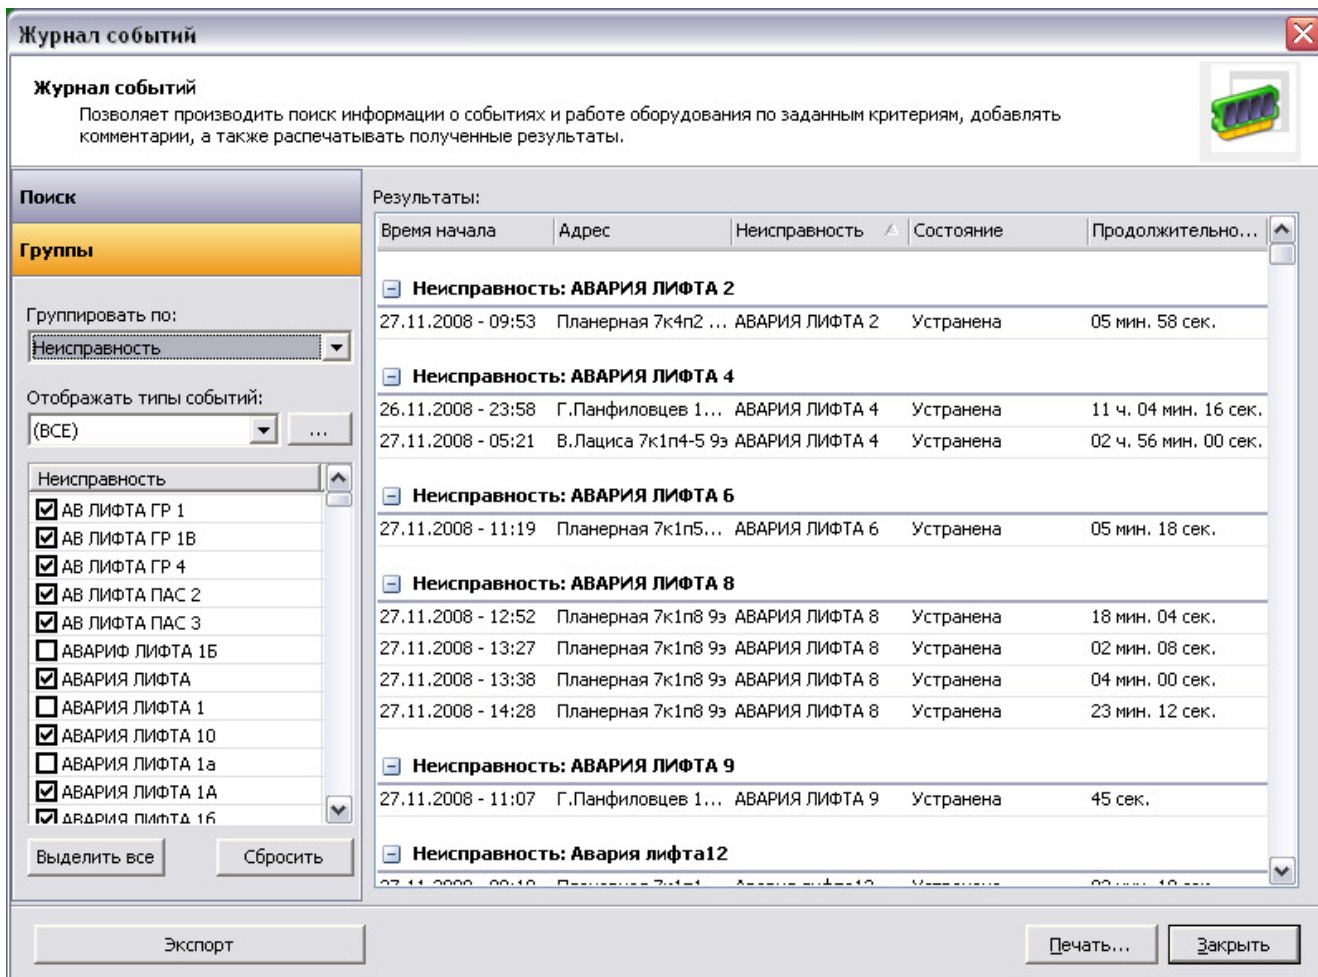 Журнал событий
Журнал событий
Позволяет производить поиск информации о событиях и работе оборудования по заданным критериям, добавлять
комментарии, а также распечатывать полученные результаты.
Поиск
Группы
Группировать по:
Неисправность
Отображать типы событий:
(ВСЕ) ...
Неисправность
АВ ЛИФТА ГР 1
АВ ЛИФТА ГР 1В
АВ ЛИФТА ГР 4
АВ ЛИФТА ПАС 2
АВ ЛИФТА ПАС 3
АВАРИФ ЛИФТА 1Б
АВАРИЯ ЛИФТА
АВАРИЯ ЛИФТА 1
АВАРИЯ ЛИФТА 10
АВАРИЯ ЛИФТА 1а
АВАРИЯ ЛИФТА 1А
АВАРИЯ ЛИФТА 1б
Выделить все Сбросить
Результаты:
Время начала Адрес Неисправность Состояние Продолжительно...
Неисправность: АВАРИЯ ЛИФТА 2
27.11.2008 - 09:53 Планерная 7к4п2 ... АВАРИЯ ЛИФТА 2 Устранена 05 мин. 58 сек.
Неисправность: АВАРИЯ ЛИФТА 4
26.11.2008 - 23:58 Г.Панфиловцев 1... АВАРИЯ ЛИФТА 4 Устранена 11 ч. 04 мин. 16 сек.
27.11.2008 - 05:21 В.Лациса 7к1п4-5 9э АВАРИЯ ЛИФТА 4 Устранена 02 ч. 56 мин. 00 сек.
Неисправность: АВАРИЯ ЛИФТА 6
27.11.2008 - 11:19 Планерная 7к1п5... АВАРИЯ ЛИФТА 6 Устранена 05 мин. 18 сек.
Неисправность: АВАРИЯ ЛИФТА 8
27.11.2008 - 12:52 Планерная 7к1п8 9э АВАРИЯ ЛИФТА 8 Устранена 18 мин. 04 сек.
27.11.2008 - 13:27 Планерная 7к1п8 9э АВАРИЯ ЛИФТА 8 Устранена 02 мин. 08 сек.
27.11.2008 - 13:38 Планерная 7к1п8 9э АВАРИЯ ЛИФТА 8 Устранена 04 мин. 00 сек.
27.11.2008 - 14:28 Планерная 7к1п8 9э АВАРИЯ ЛИФТА 8 Устранена 23 мин. 12 сек.
Неисправность: АВАРИЯ ЛИФТА 9
27.11.2008 - 11:07 Г.Панфиловцев 1... АВАРИЯ ЛИФТА 9 Устранена 45 сек.
Неисправность: Авария лифта12
Экспорт Печать... Закрыть